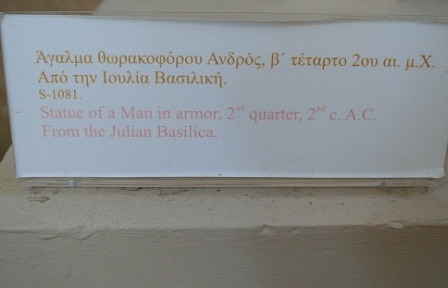 Άγαλμα θωρακοφόρου Ανδρός, β΄ τέταρτο 2ου αι. μ.Χ.
Από την Ιουλία Βασιλική.
S-1081.
Statue of a Man in armor, 2nd quarter, 2nd c. A.C.
From the Julian Basilica.